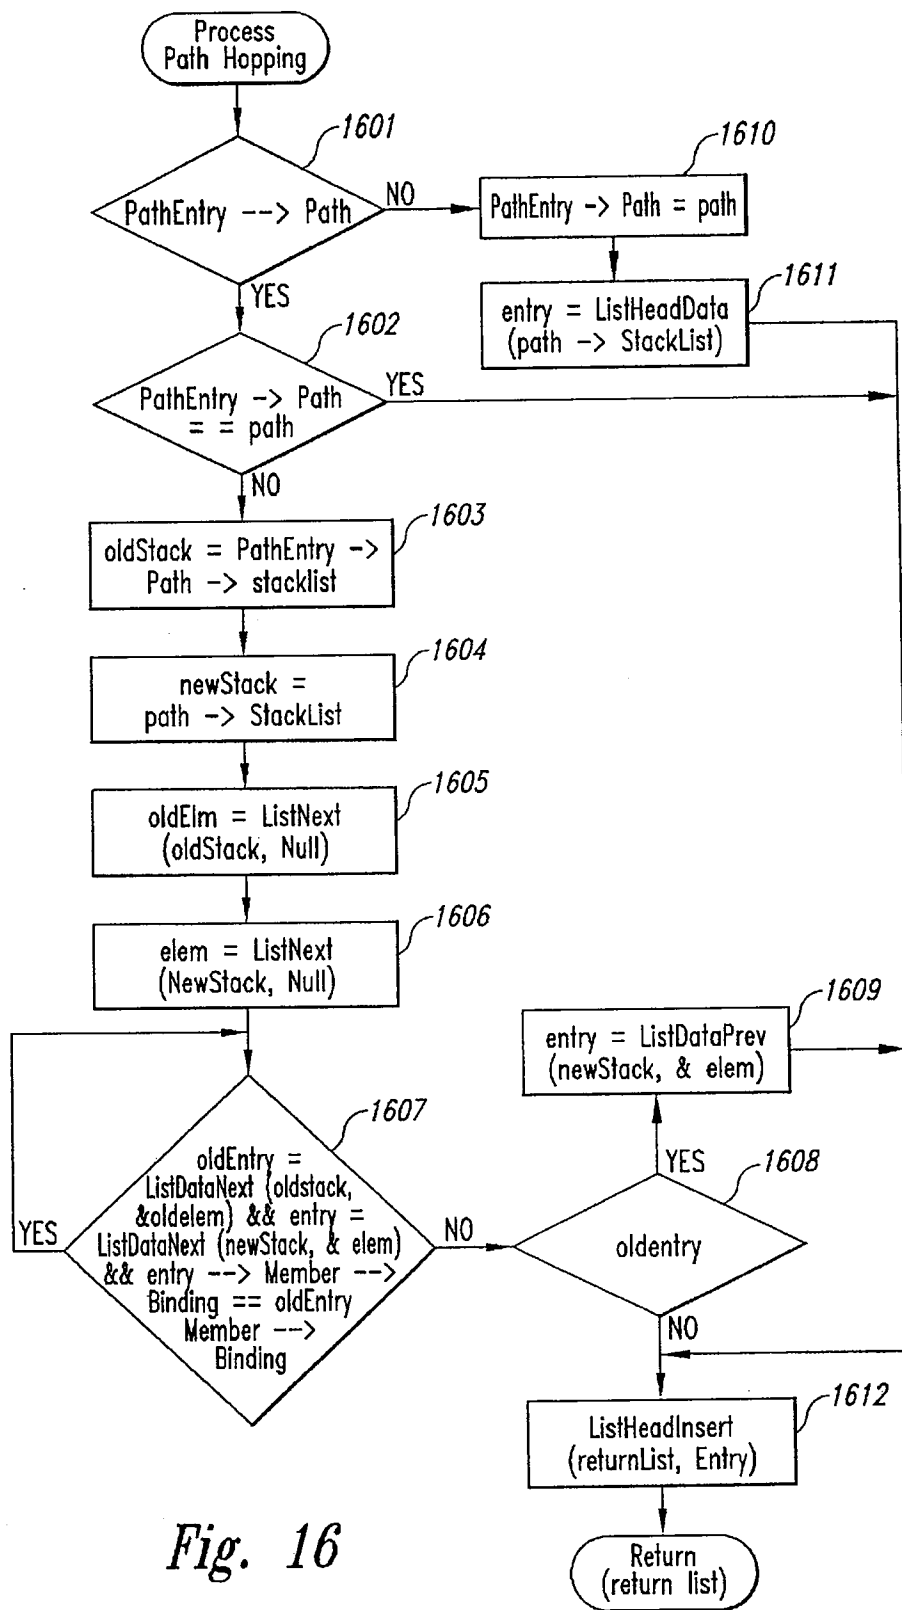 Process
Path Hopping
1601
PathEntry --> Path
NO
YES
1610
PathEntry -> Path = path
1611
entry = ListHeadData
(path -> StackList)
1602
PathEntry -> Path
= = path
YES
NO
1603
oldStack = PathEntry ->
Path -> stacklist
1604
newStack =
path -> StackList
1605
oldElm = ListNext
(oldStack, Null)
1606
elem = ListNext
(NewStack, Null)
1607
oldEntry =
ListDataNext (oldstack,
&oldelem) && entry =
ListDataNext (newStack, & elem)
&& entry --> Member -->
Binding == oldEntry
Member -->
Binding
YES
NO
1609
entry = ListDataPrev
(newStack, & elem)
YES
1608
oldentry
NO
1612
ListHeadInsert
(returnList, Entry)
Return
(return list)
Fig. 16